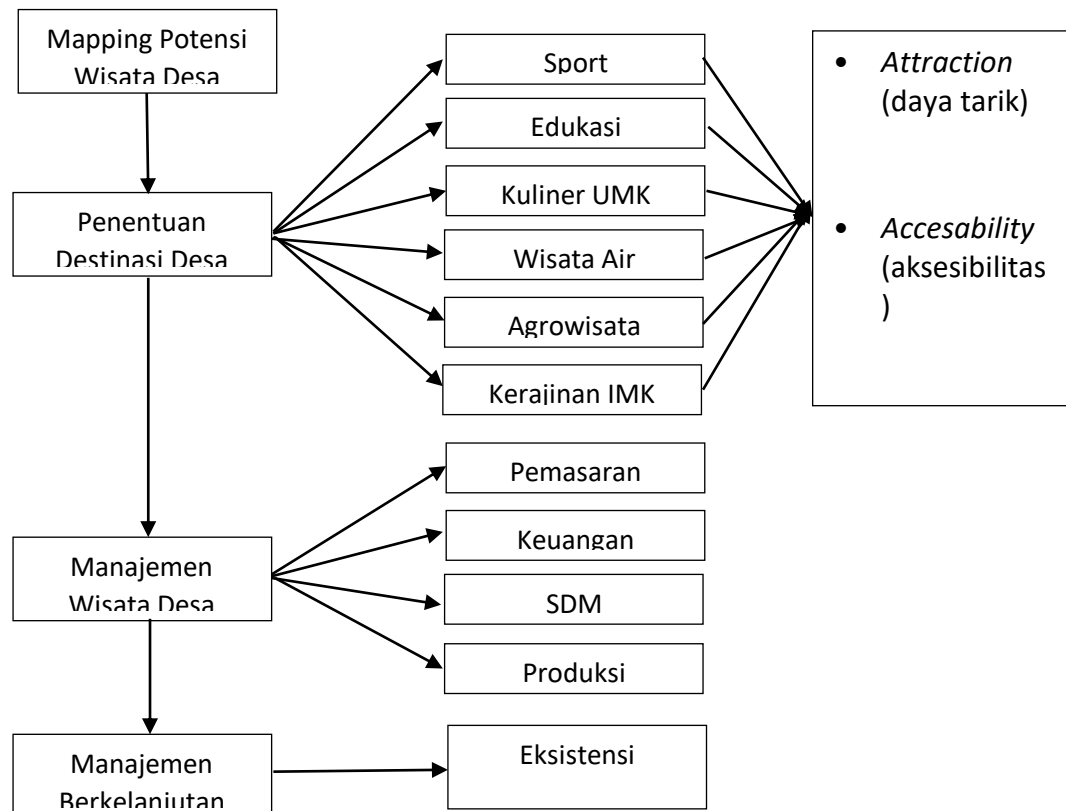 Mapping Potensi
Wisata Desa
Sport
Edukasi
Kuliner UMK
Wisata Air
Agrowisata
Kerajinan IMK
• Attraction
(daya tarik)
• Accesability
(aksesibilitas
)
Penentuan
Destinasi Desa
Pemasaran
Keuangan
SDM
Produksi
Manajemen
Wisata Desa
Manajemen
Berkelanjutan
Eksistensi